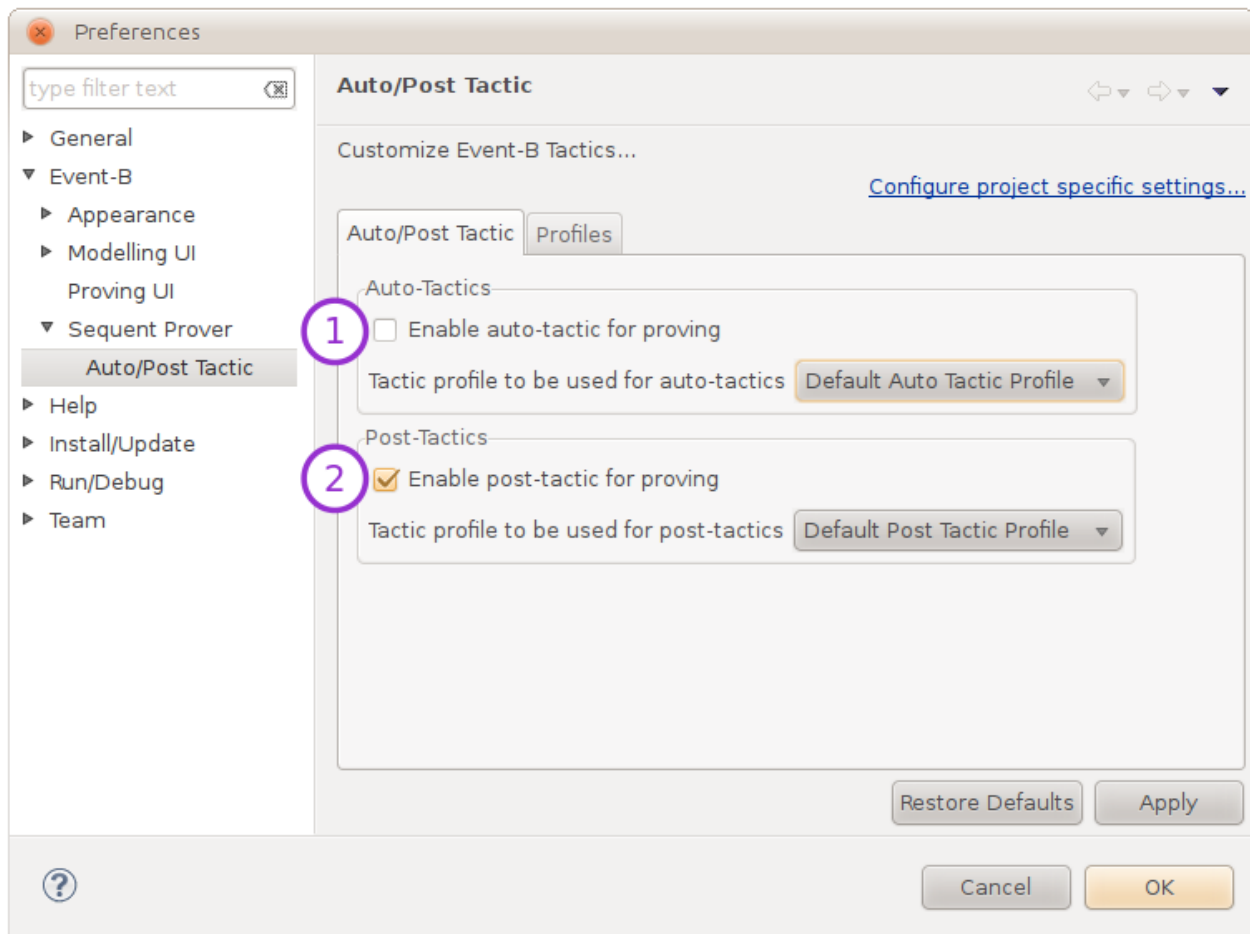 Preferences
type filter text
General
Event-B
Appearance
Modelling UI
Proving UI
Sequent Prover
Auto/Post Tactic
Help
Install/Update
Run/Debug
Team
Auto/Post Tactic
Customize Event-B Tactics...
Configure project specific settings...
Auto/Post Tactic Profiles
Auto-Tactics
1 Enable auto-tactic for proving
Tactic profile to be used for auto-tactics Default Auto Tactic Profile
Post-Tactics
2 Enable post-tactic for proving
Tactic profile to be used for post-tactics Default Post Tactic Profile
Restore Defaults Apply
? Cancel OK